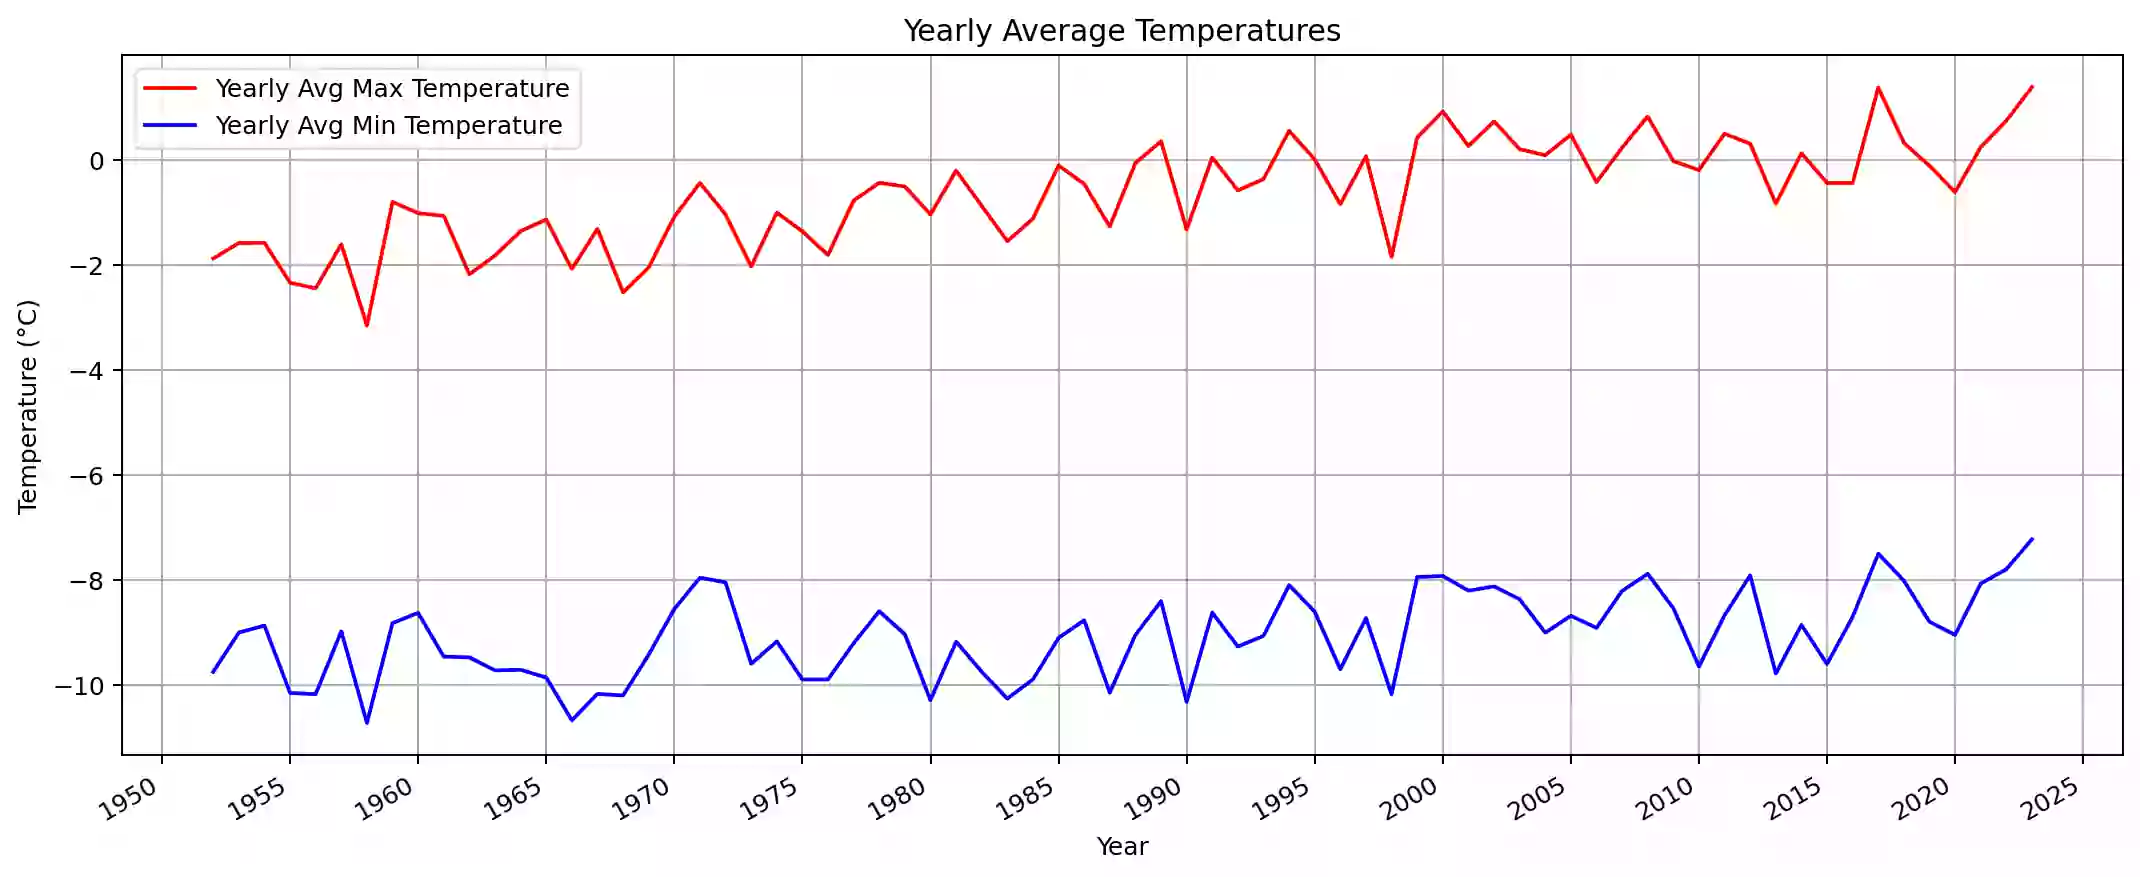 Yearly Average Temperatures
Yearly Avg Max Temperature
Yearly Avg Min Temperature
Temperature (°C)
0
−2
−4
−6
−8
−10
1950 1955 1960 1965 1970 1975 1980 1985 1990 1995 2000 2005 2010 2015 2020 2025
Year